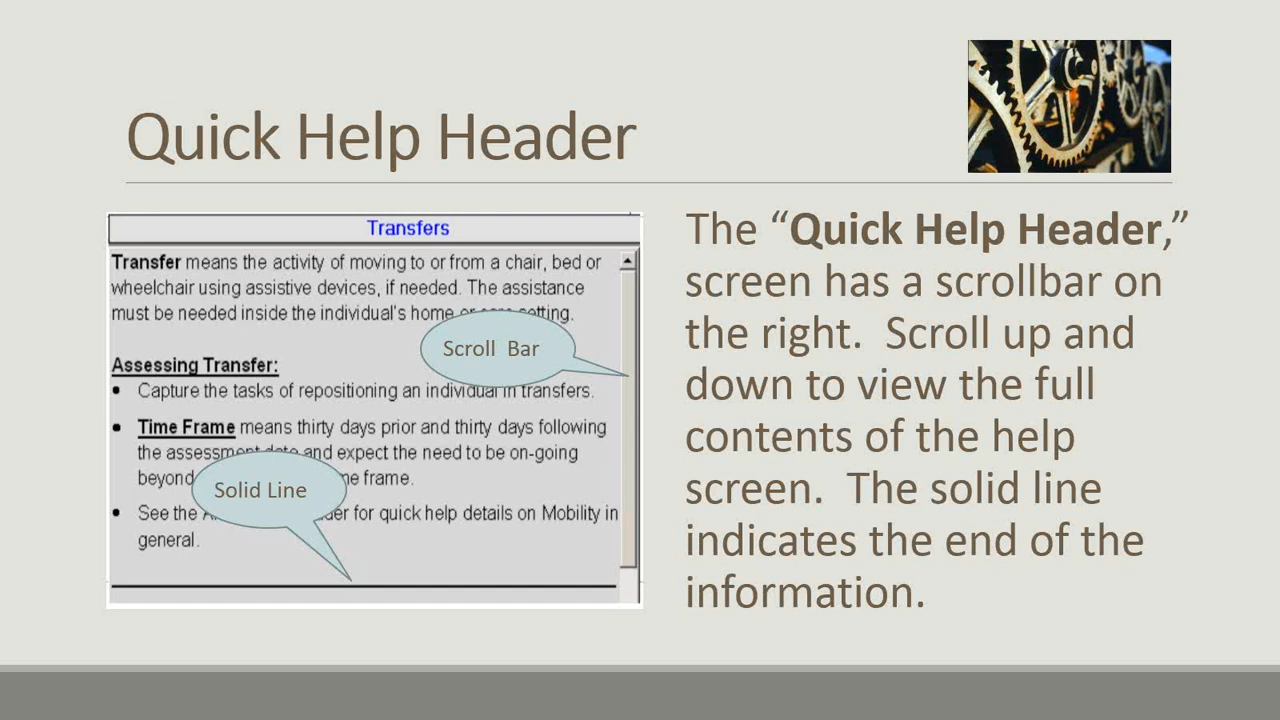 Quick Help Header
Transfers
Transfer means the activity of moving to or from a chair, bed or
wheelchair using assistive devices, if needed. The assistance
must be needed inside the individual's home or care setting.
Scroll Bar
Assessing Transfer:
• Capture the tasks of repositioning an individual in transfers.
• Time Frame means thirty days prior and thirty days following
the assessment date and expect the need to be on-going
beyond frame.
Solid Line
• See the for quick help details on Mobility in
general.
The “Quick Help Header,”
screen has a scrollbar on
the right. Scroll up and
down to view the full
contents of the help
screen. The solid line
indicates the end of the
information.